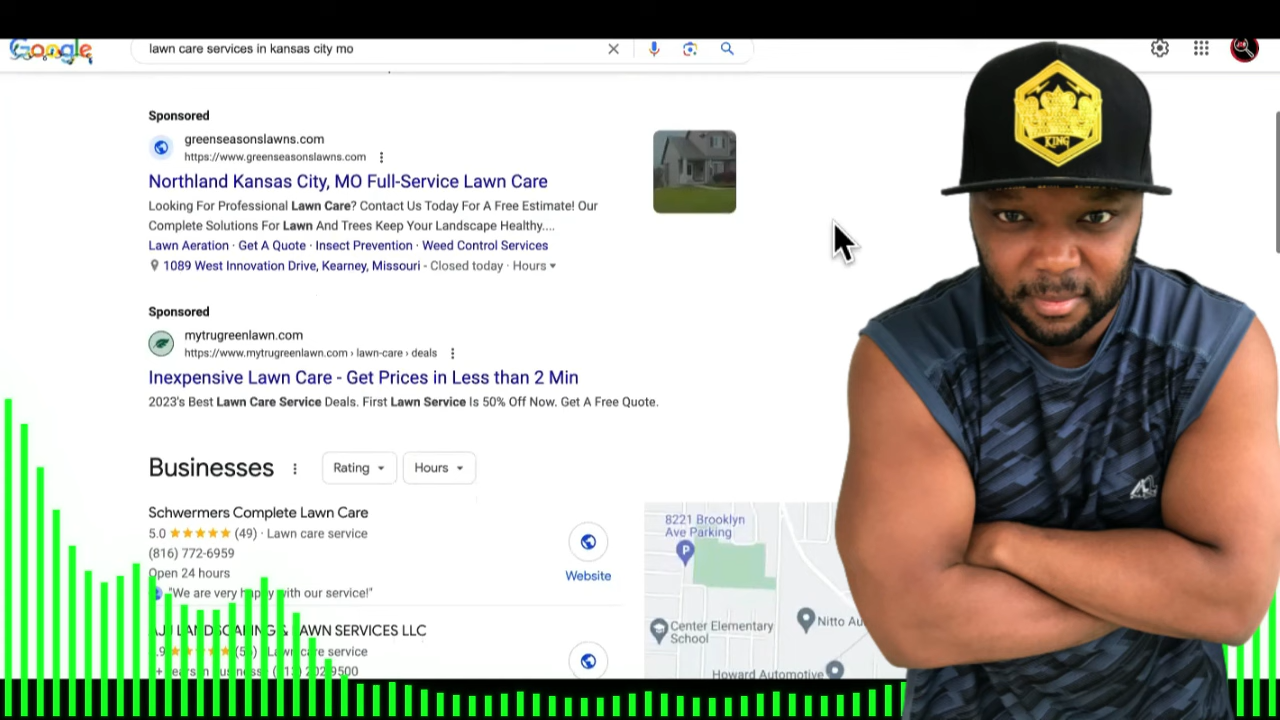 Google
lawn care services in kansas city mo
Sponsored
greenseasonslawns.com
https://www.greenseasonslawns.com
Northland Kansas City, MO Full-Service Lawn Care
Looking For Professional Lawn Care? Contact Us Today For A Free Estimate! Our
Complete Solutions For Lawn And Trees Keep Your Landscape Healthy....
Lawn Aeration · Get A Quote · Insect Prevention · Weed Control Services
1089 West Innovation Drive, Kearney, Missouri - Closed today · Hours
Sponsored
mytrugreenlawn.com
https://www.mytrugreenlawn.com › lawn-care › deals
Inexpensive Lawn Care - Get Prices in Less than 2 Min
2023's Best Lawn Care Service Deals. First Lawn Service Is 50% Off Now. Get A Free Quote.
Businesses
Rating
Hours
Schwermers Complete Lawn Care
5.0 (49) · Lawn care service
(816) 772-6959
Open 24 hours
"We are very happy with our service!"
Website
LANDSCAPING & LAWN SERVICES LLC
Lawn care service
8221 Brooklyn
Ave Parking
P
Center Elementary
School
Nitto
Howard Automotive
KING